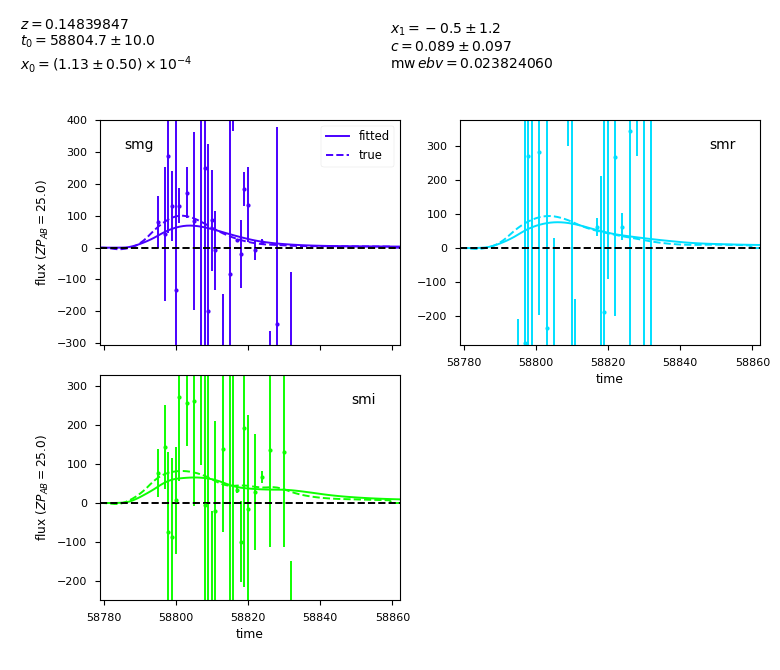 z = 0.14839847
t₀ = 58804.7 ± 10.0
x₀ = (1.13 ± 0.50) × 10⁻⁴
x₁ = −0.5 ± 1.2
c = 0.089 ± 0.097
mw ebv = 0.023824060
400
300
200
100
0
−100
−200
−300
flux (ZP_AB = 25.0)
smg
fitted
true
300
200
100
0
−100
−200
smr
58780 58800 58820 58840 58860
time
300
200
100
0
−100
−200
flux (ZP_AB = 25.0)
smi
58780 58800 58820 58840 58860
time